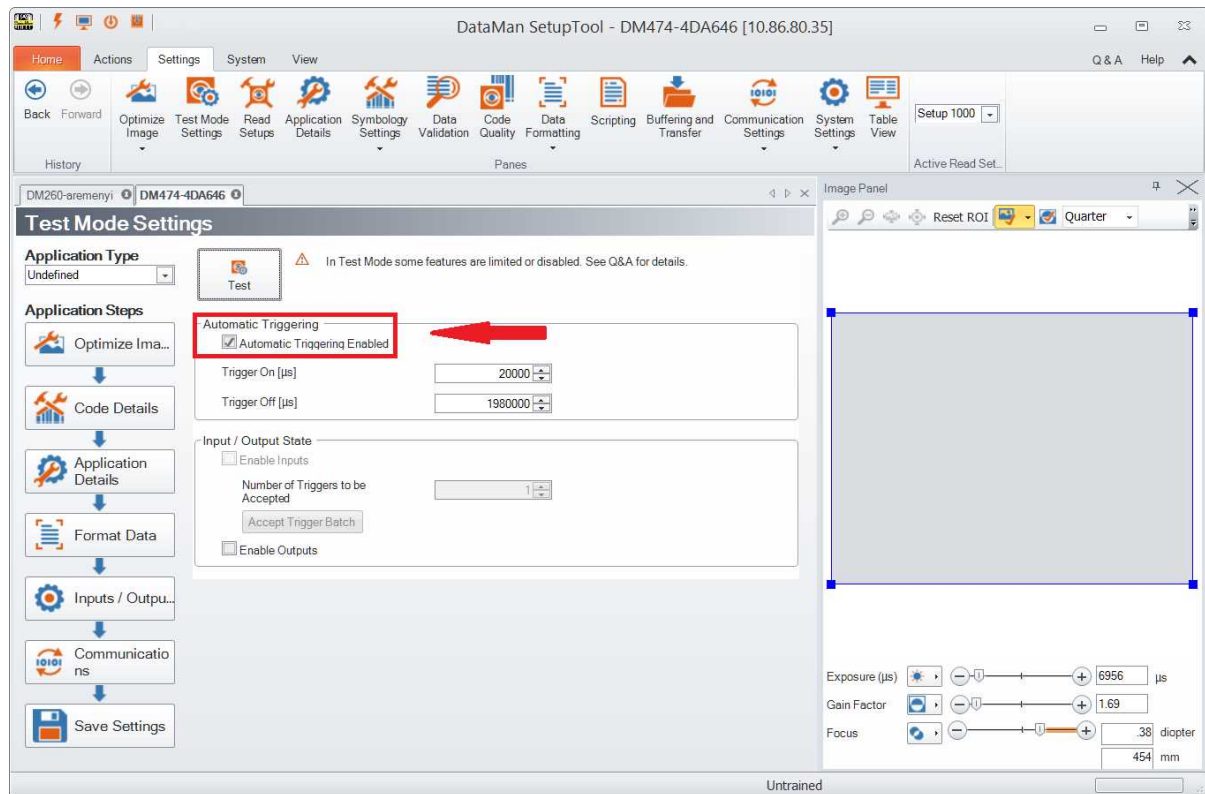 DataMan SetupTool - DM474-4DA646 [10.86.80.35]
Home Actions Settings System View Q&A Help
Back Forward
Optimize Image
Test Mode Settings
Read Setups
Application Details
Symbology Settings
Data Validation
Code Quality
Data Formatting
Scripting
Buffering and Transfer
Communication Settings
System Settings
Table View
Setup 1000
History Panes Active Read Set...
DM260-aremenyi DM474-4DA646
Test Mode Settings
Application Type
Undefined
Test
In Test Mode some features are limited or disabled. See Q&A for details.
Application Steps
Optimize Ima...
Code Details
Application
Details
Format Data
Inputs / Outpu...
Communicatio
ns
Save Settings
Automatic Triggering
Automatic Triggering Enabled
Trigger On [µs] 20000
Trigger Off [µs] 1980000
Input / Output State
Enable Inputs
Number of Triggers to be
Accepted
1
Accept Trigger Batch
Enable Outputs
Image Panel
Reset ROI Quarter
Exposure (µs) 6956 µs
Gain Factor 1.69
Focus .38 diopter
454 mm
Untrained